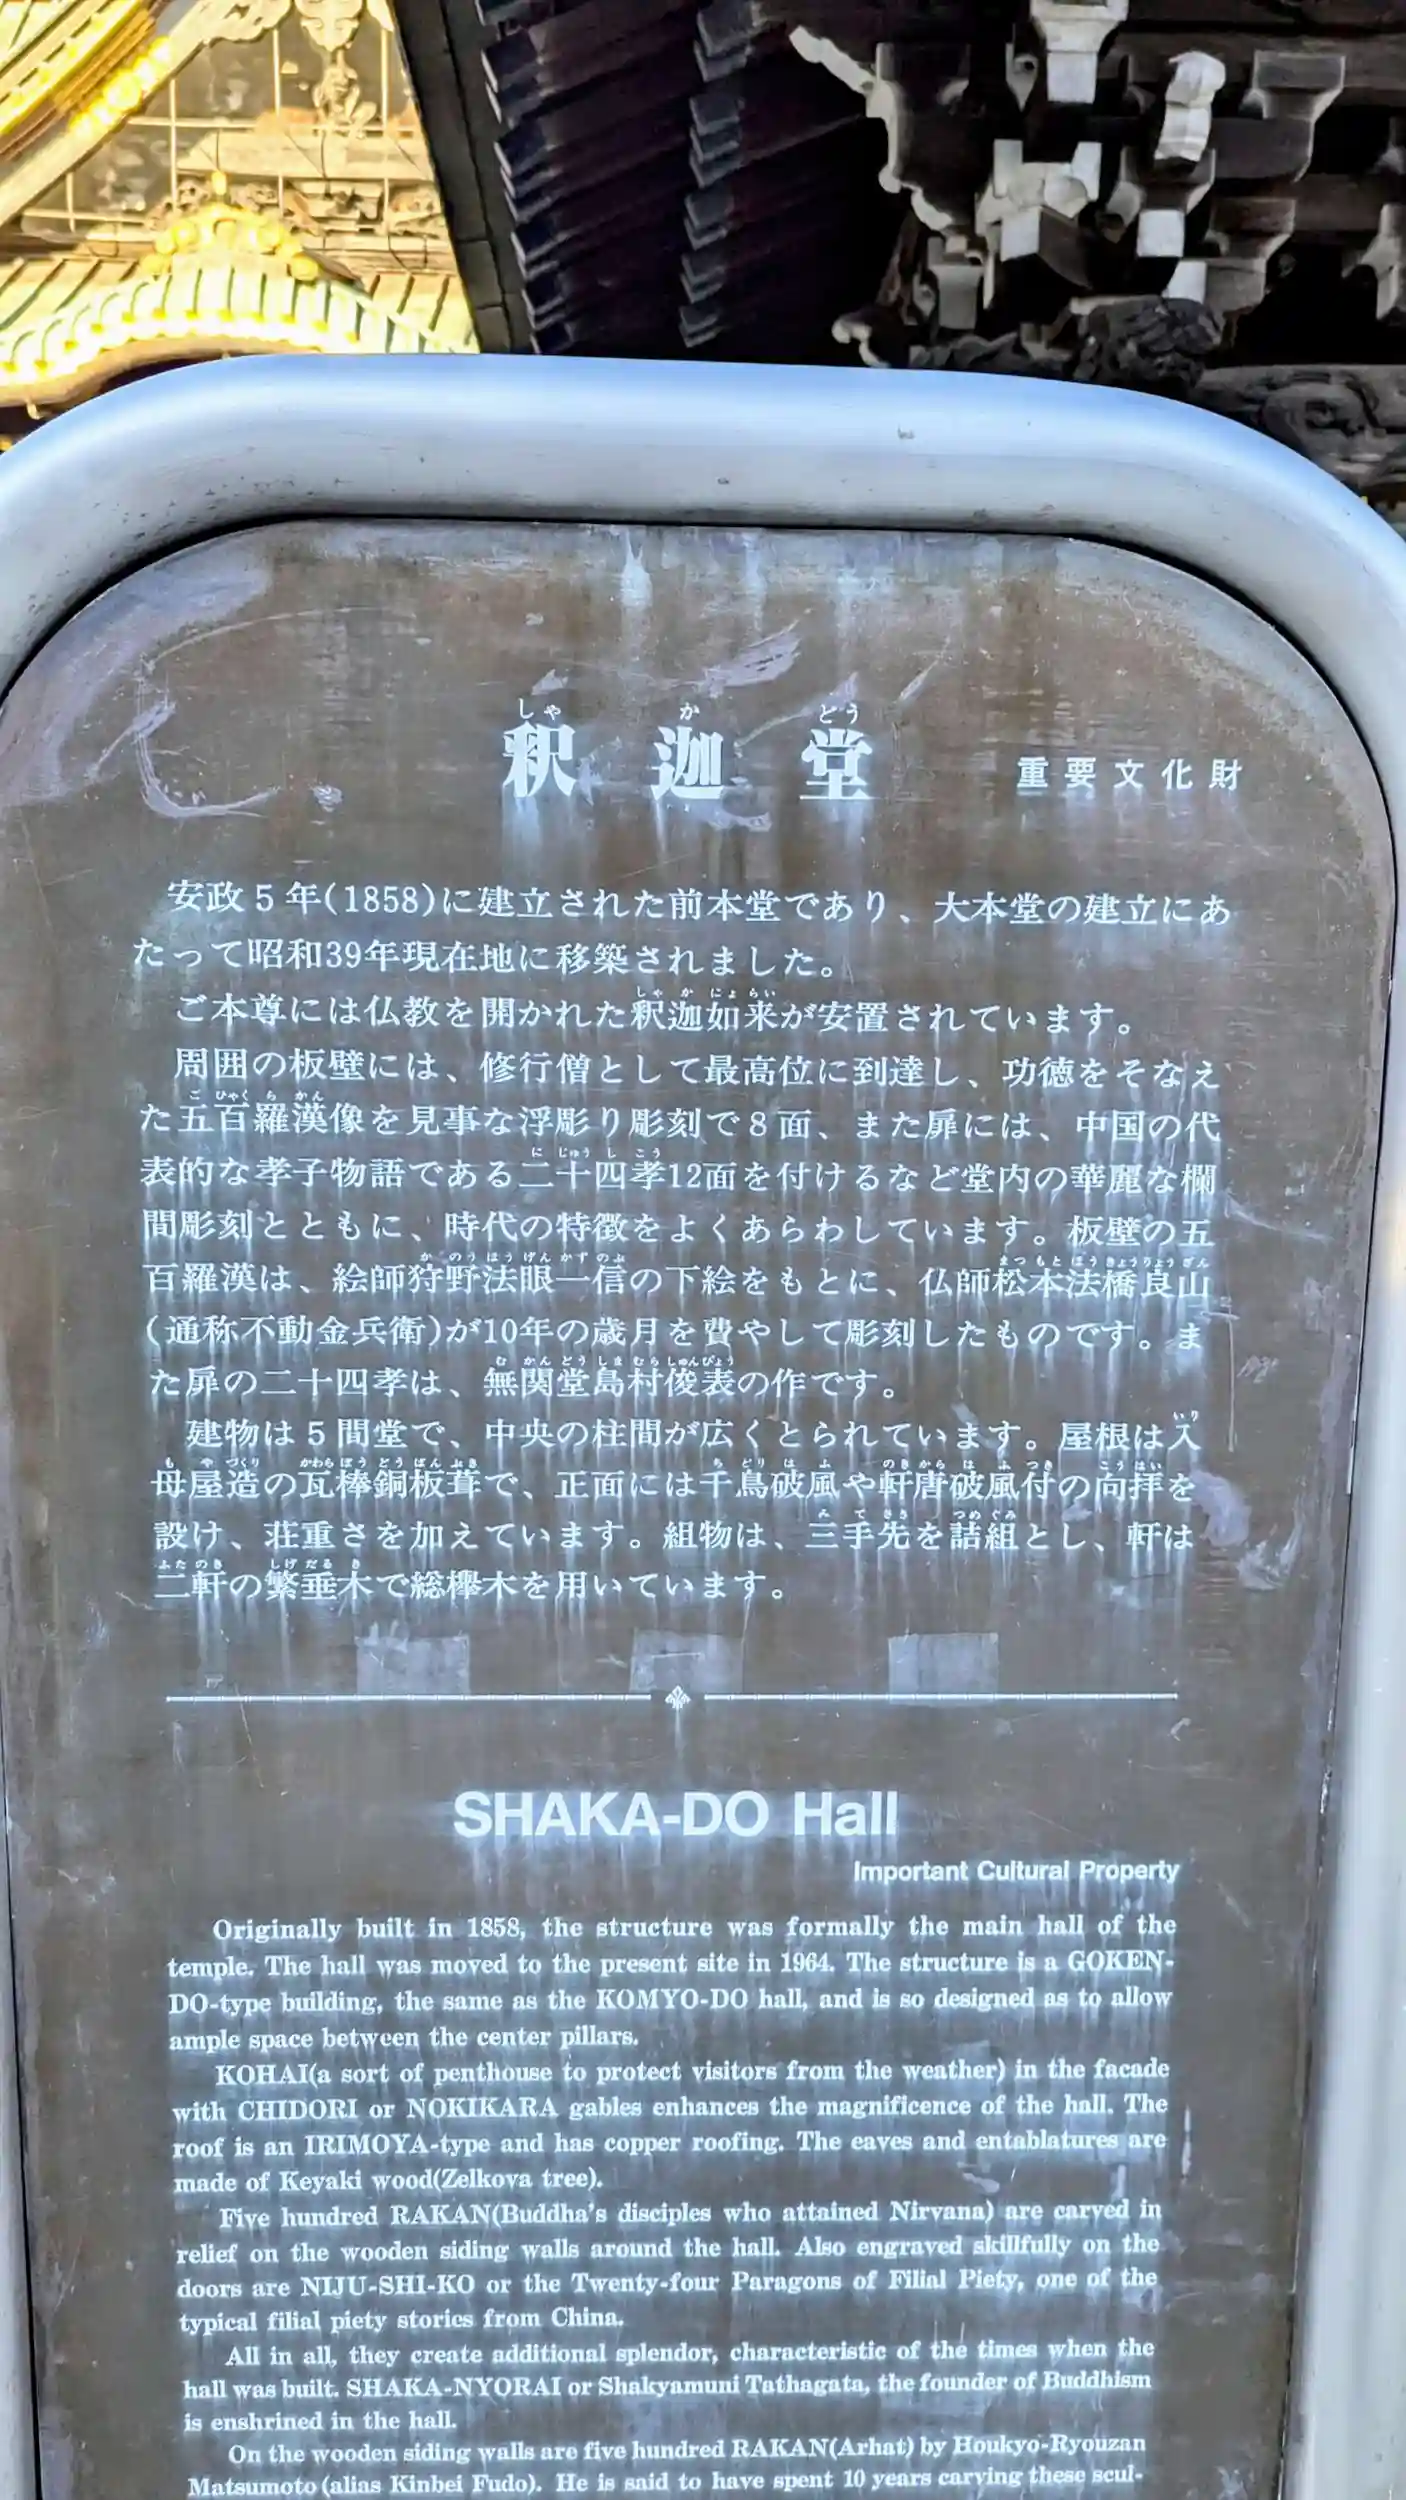 釈迦堂 重要文化財
安政5年(1858)に建立された前本堂であり、大本堂の建立にあ
たって昭和39年現在地に移築されました。
ご本尊には仏教を開かれた釈迦如来が安置されています。
周囲の板壁には、修行僧として最高位に到達し、功徳をそなえ
た五百羅漢像を見事な浮彫り彫刻で8面、また扉には、中国の代
表的な孝子物語である二十四孝12面を付けるなど堂内の華麗な欄
間彫刻とともに、時代の特徴をよくあらわしています。板壁の五
百羅漢は、絵師狩野法眼一信の下絵をもとに、仏師松本法橋良山
(通称不動金兵衛)が10年の歳月を費やして彫刻したものです。ま
た扉の二十四孝は、無関堂島村俊表の作です。
建物は5間堂で、中央の柱間が広くとられています。屋根は入
母屋造の瓦棒銅板葺で、正面には千鳥破風や軒唐破風付の向拝を
設け、荘重さを加えています。組物は、三手先を詰組とし、軒は
二軒の繁垂木で総欅木を用いています。
SHAKA-DO Hall
Important Cultural Property
Originally built in 1858, the structure was formally the main hall of the
temple. The hall was moved to the present site in 1964. The structure is a GOKEN-
DO-type building, the same as the KOMYO-DO hall, and is so designed as to allow
ample space between the center pillars.
KOHAI(a sort of penthouse to protect visitors from the weather) in the facade
with CHIDORI or NOKIKARA gables enhances the magnificence of the hall. The
roof is an IRIMOYA-type and has copper roofing. The eaves and entablatures are
made of Keyaki wood(Zelkova tree).
Five hundred RAKAN(Buddha's disciples who attained Nirvana) are carved in
relief on the wooden siding walls around the hall. Also engraved skillfully on the
doors are NIJU-SHI-KO or the Twenty-four Paragons of Filial Piety, one of the
typical filial piety stories from China.
All in all, they create additional splendor, characteristic of the times when the
hall was built. SHAKA-NYORAI or Shakyamuni Tathagata, the founder of Buddhism
is enshrined in the hall.
On the wooden siding walls are five hundred RAKAN(Arhat) by Houkyo-Ryouzan
Matsumoto (alias Kinbei Fudo). He is said to have spent 10 years carving these scul-